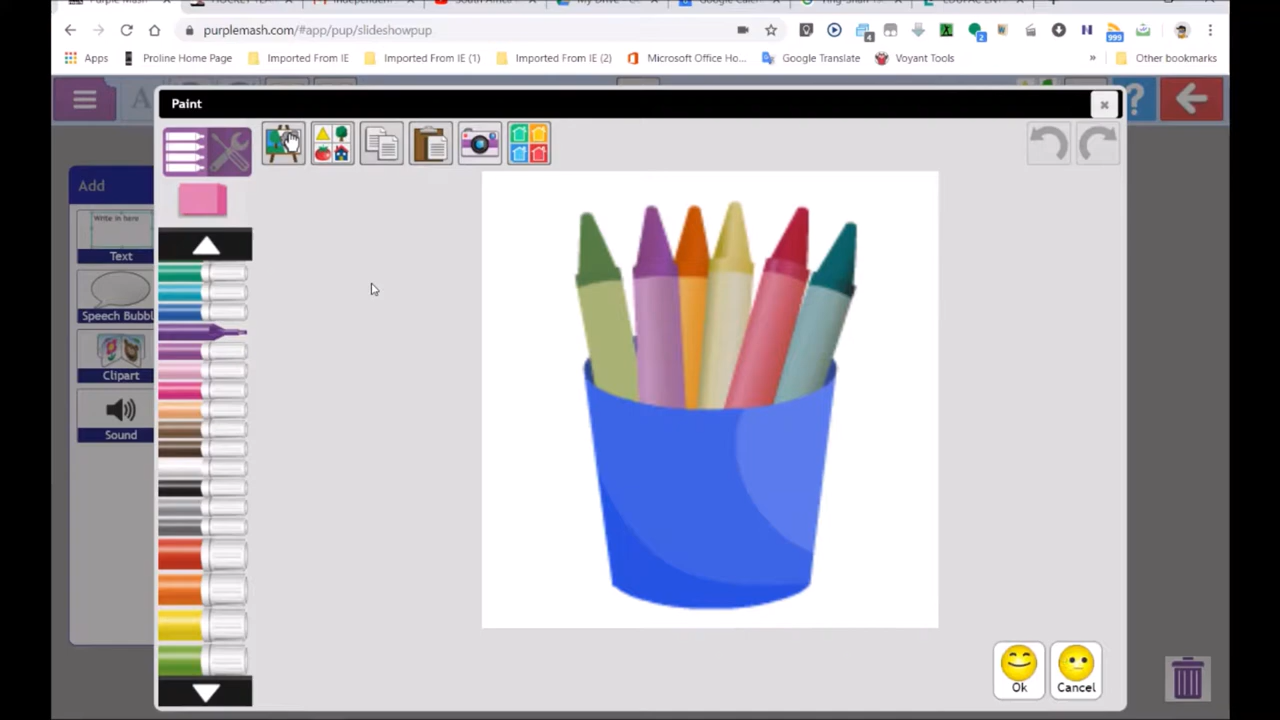 purplemash.com/#app/pup/slideshowpup
Apps Proline Home Page Imported From IE Imported From IE (1) Imported From IE (2) Microsoft Office Ho... Google Translate Voyant Tools » Other bookmarks
Paint
Add
Write in here
Text
Speech Bubbl
Clipart
Sound
Ok
Cancel